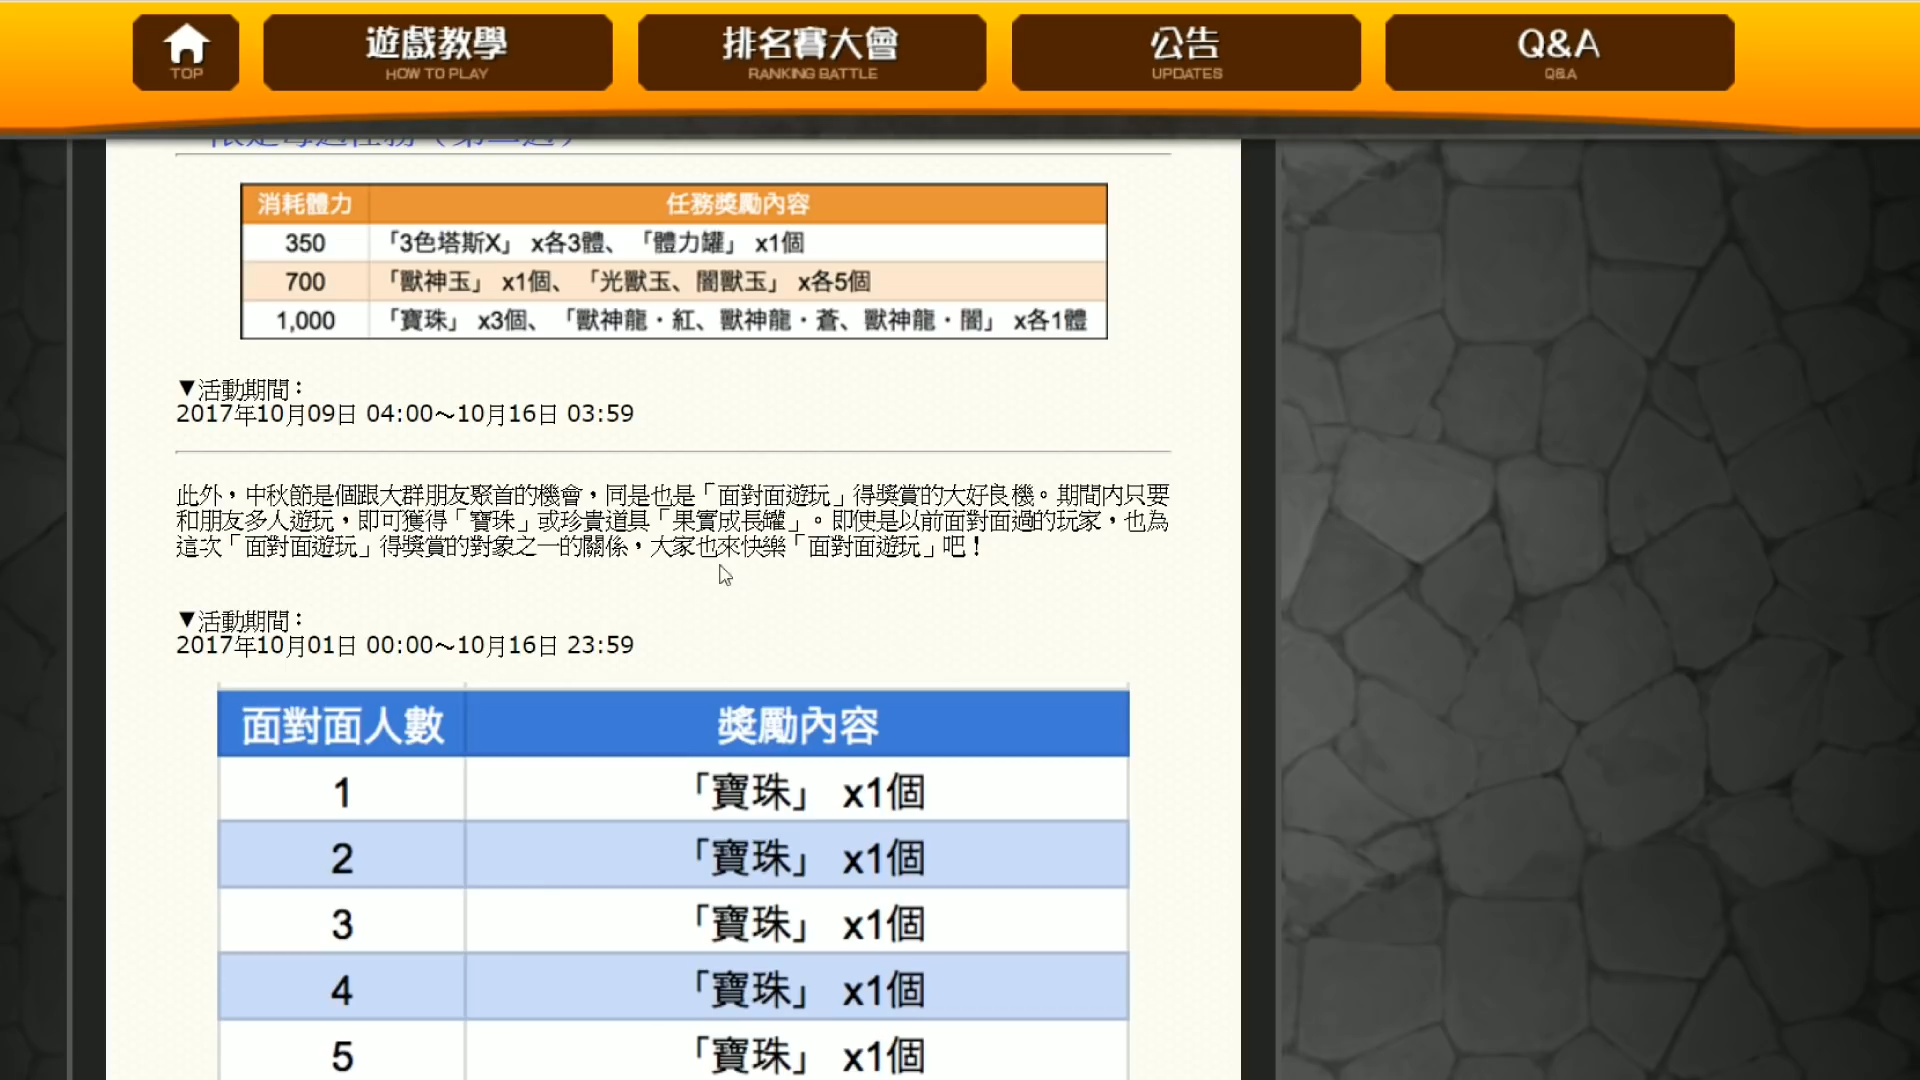 TOP
遊戲教學
HOW TO PLAY
排名賽大會
RANKING BATTLE
公告
UPDATES
Q&A
Q&A
限定每週任務（第二週）
消耗體力 任務獎勵內容
350 「3色塔斯X」 x各3體、「體力罐」 x1個
700 「獸神玉」 x1個、「光獸玉、闇獸玉」 x各5個
1,000 「寶珠」 x3個、「獸神龍・紅、獸神龍・蒼、獸神龍・闇」 x各1體
▼活動期間：
2017年10月09日 04:00～10月16日 03:59
此外，中秋節是個跟大群朋友聚首的機會，同是也是「面對面遊玩」得獎賞的大好良機。期間内只要
和朋友多人遊玩，即可獲得「寶珠」或珍貴道具「果實成長罐」。即使是以前面對面過的玩家，也為
這次「面對面遊玩」得獎賞的對象之一的關係，大家也來快樂「面對面遊玩」吧！
▼活動期間：
2017年10月01日 00:00～10月16日 23:59
面對面人數 獎勵內容
1 「寶珠」 x1個
2 「寶珠」 x1個
3 「寶珠」 x1個
4 「寶珠」 x1個
5 「寶珠」 x1個